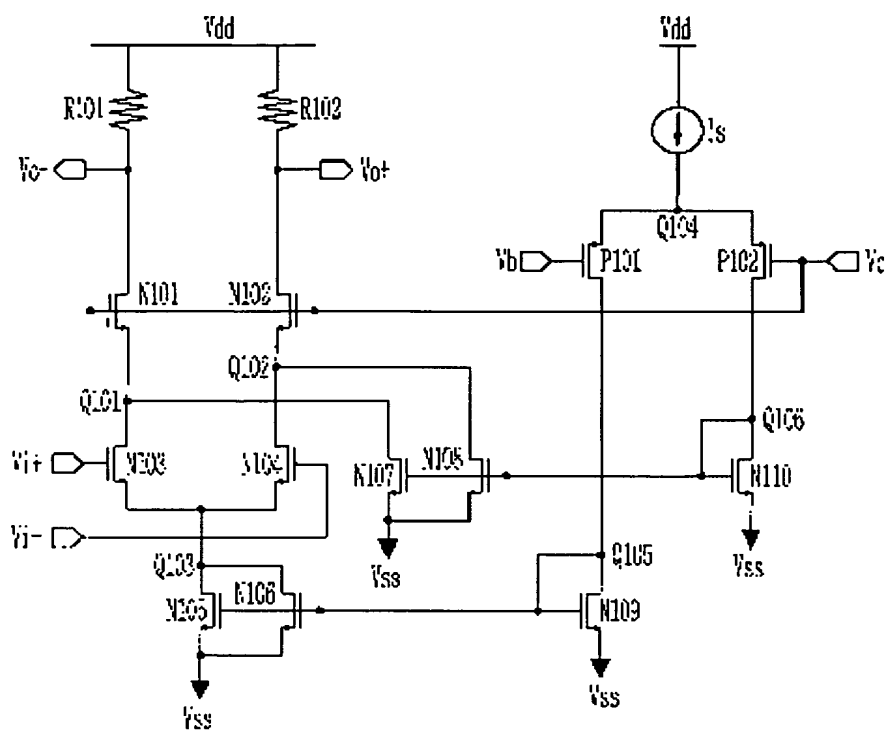 Vdd
Vdd
R101
R102
Is
Vo-
Vo+
Q104
Vb
P101
P102
Vc
N101
N102
Q102
Q101
Q106
Vi+
N103
N104
N107
N108
N110
Vi-
Q103
Vss
Q105
Vss
N105
N106
N109
Vss
Vss